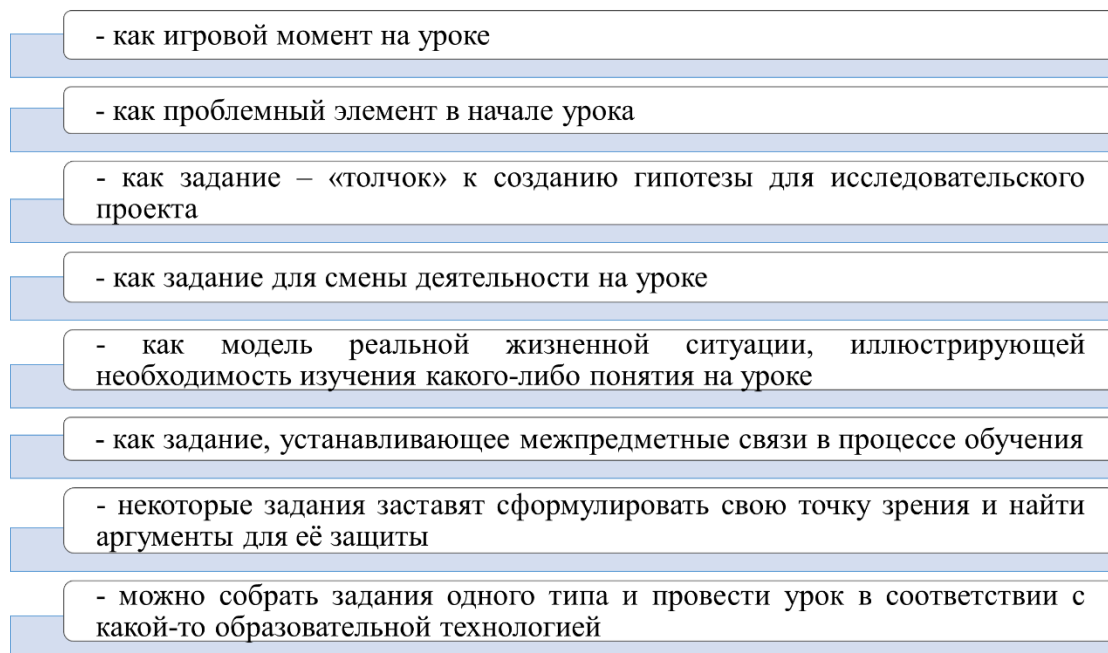 - как игровой момент на уроке
- как проблемный элемент в начале урока
- как задание – «толчок» к созданию гипотезы для исследовательского
проекта
- как задание для смены деятельности на уроке
- как модель реальной жизненной ситуации, иллюстрирующей
необходимость изучения какого-либо понятия на уроке
- как задание, устанавливающее межпредметные связи в процессе обучения
- некоторые задания заставят сформулировать свою точку зрения и найти
аргументы для её защиты
- можно собрать задания одного типа и провести урок в соответствии с
какой-то образовательной технологией